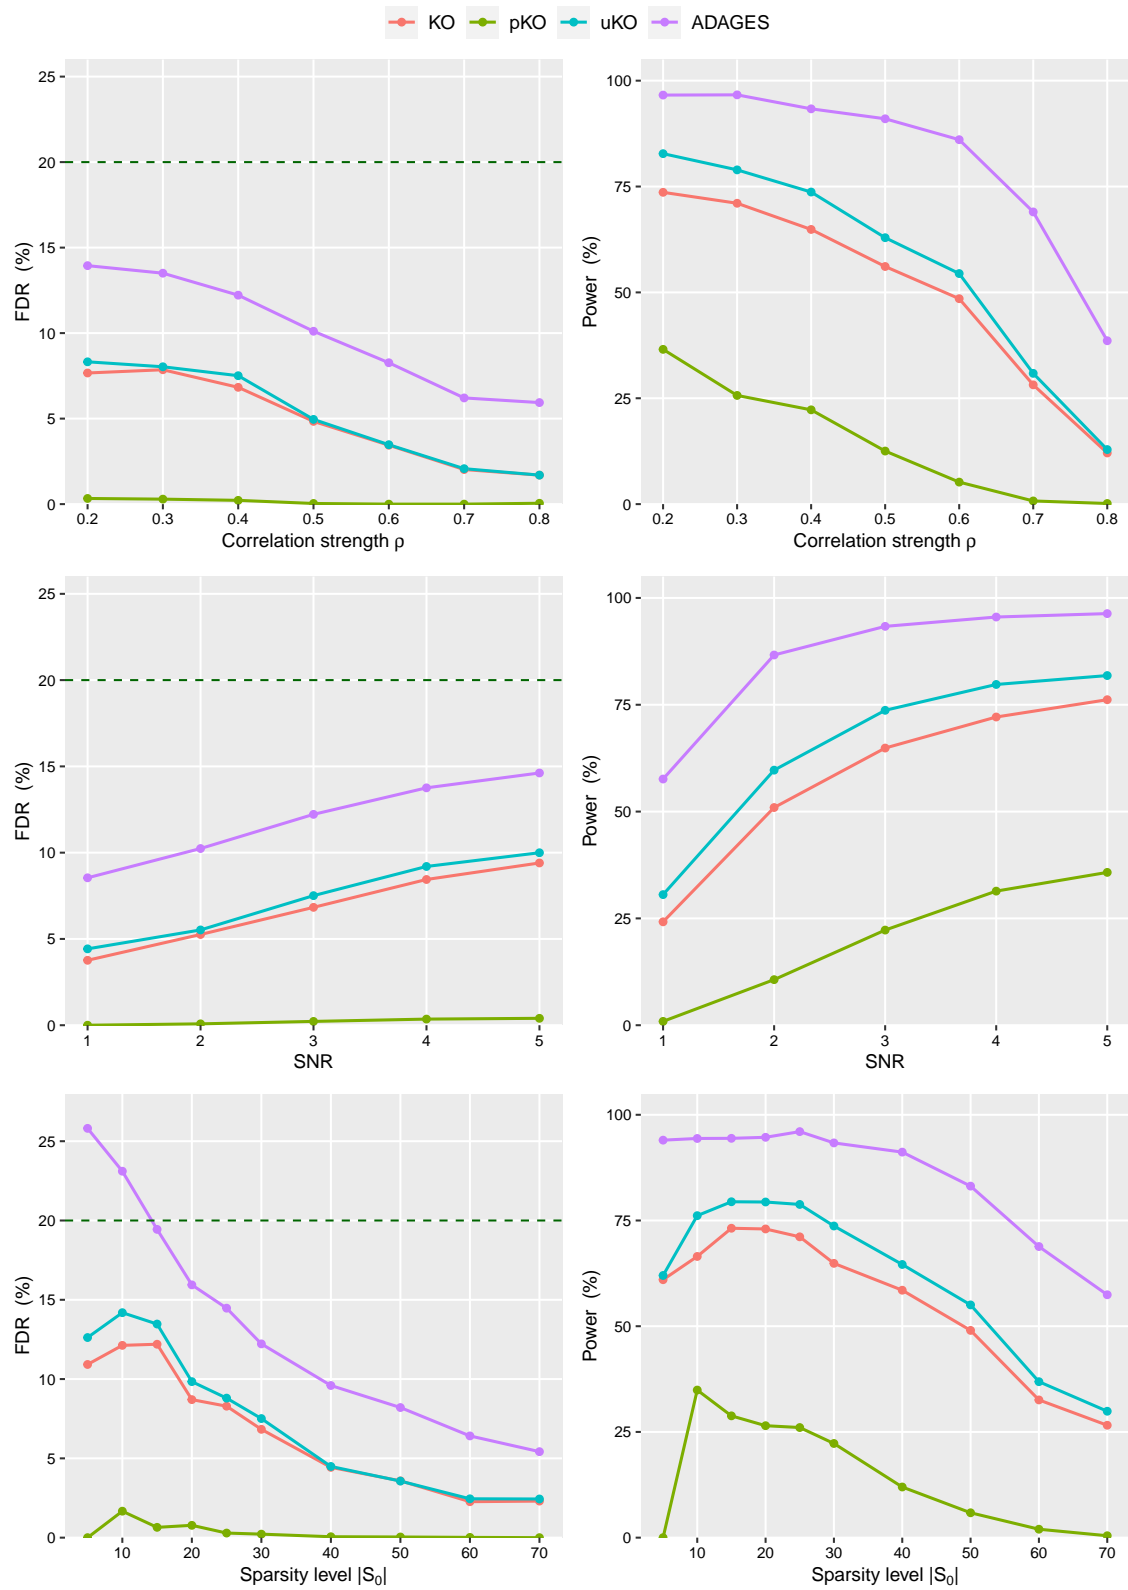 KO pKO uKO ADAGES
25
20
15
10
5
0
FDR (%)
0.2 0.3 0.4 0.5 0.6 0.7 0.8
Correlation strength ρ
100
75
50
25
0
Power (%)
0.2 0.3 0.4 0.5 0.6 0.7 0.8
Correlation strength ρ
25
20
15
10
5
0
FDR (%)
1 2 3 4 5
SNR
100
75
50
25
0
Power (%)
1 2 3 4 5
SNR
25
20
15
10
5
0
FDR (%)
10 20 30 40 50 60 70
Sparsity level |S₀|
100
75
50
25
0
Power (%)
10 20 30 40 50 60 70
Sparsity level |S₀|